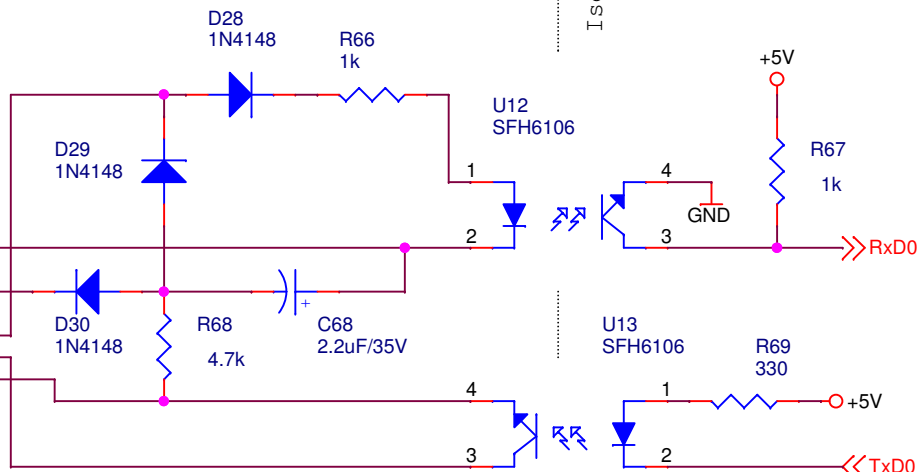 D28
1N4148
R66
1k
Iso
+5V
U12
SFH6106
D29
1N4148
R67
1k
1
4
GND
2
3
RxD0
+
D30
1N4148
R68
4.7k
C68
2.2uF/35V
U13
SFH6106
R69
330
4
1
+5V
3
2
TxD0